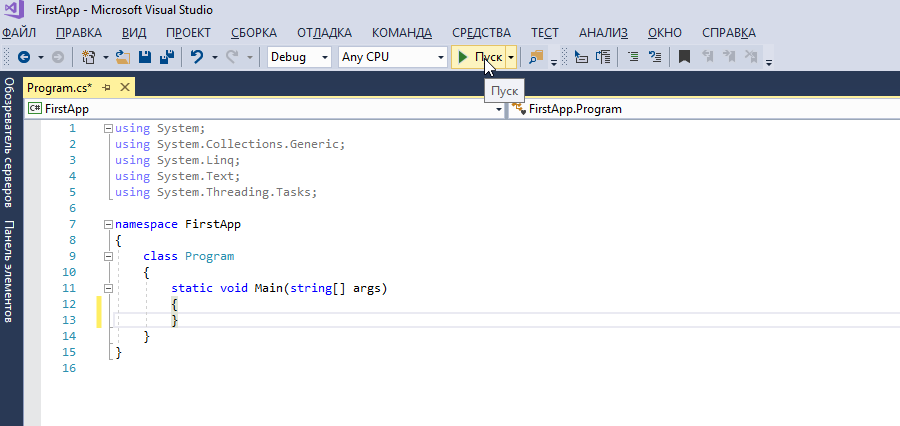 FirstApp - Microsoft Visual Studio
ФАЙЛ ПРАВКА ВИД ПРОЕКТ СБОРКА ОТЛАДКА КОМАНДА СРЕДСТВА ТЕСТ АНАЛИЗ ОКНО СПРАВКА
Debug Any CPU Пуск
Program.cs*
Пуск
C# FirstApp FirstApp.Program
Обозреватель серверов
Панель элементов
1 using System;
2 using System.Collections.Generic;
3 using System.Linq;
4 using System.Text;
5 using System.Threading.Tasks;
6
7 namespace FirstApp
8 {
9 class Program
10 {
11 static void Main(string[] args)
12 {
13 }
14 }
15 }
16